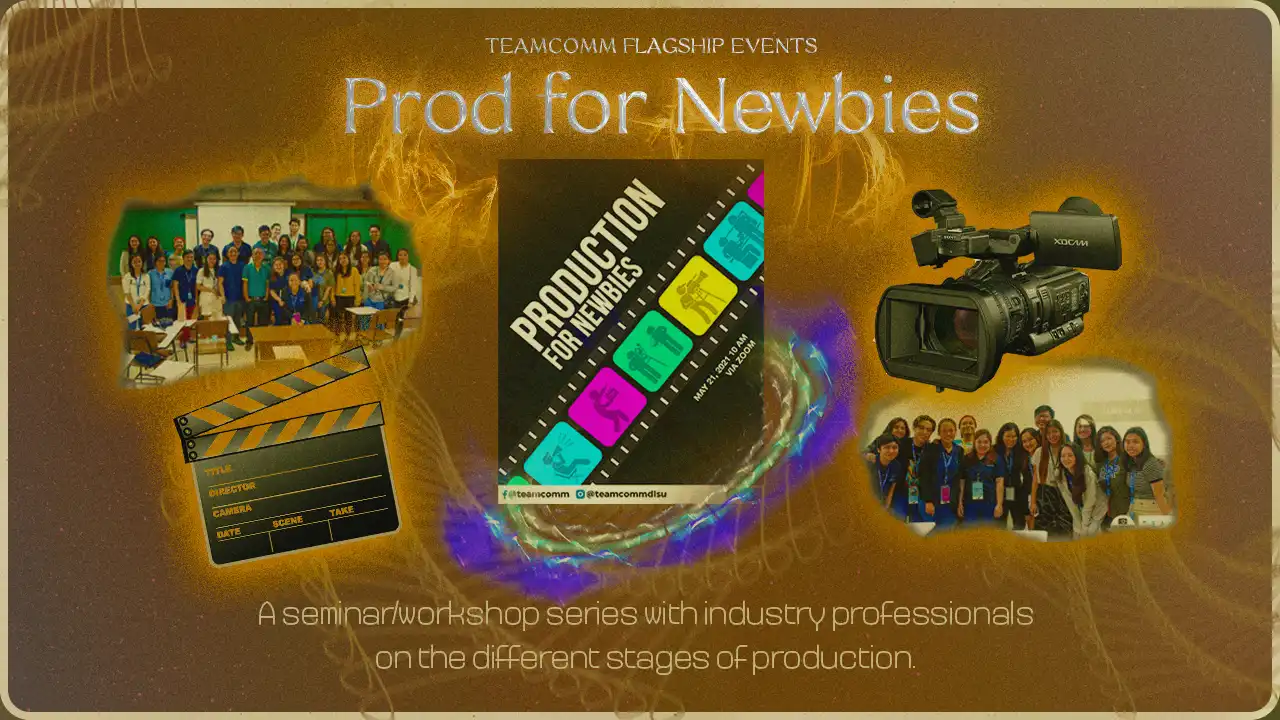 TEAMCOMM FLAGSHIP EVENTS
Prod for Newbies
PRODUCTION
FOR NEWBIES
MAY 21, 2021 10 AM
VIA ZOOM
@teamcomm @teamcommdlsu
XDCAM
TITLE
DIRECTOR
CAMERA
DATE SCENE TAKE
A seminar/workshop series with industry professionals
on the different stages of production.